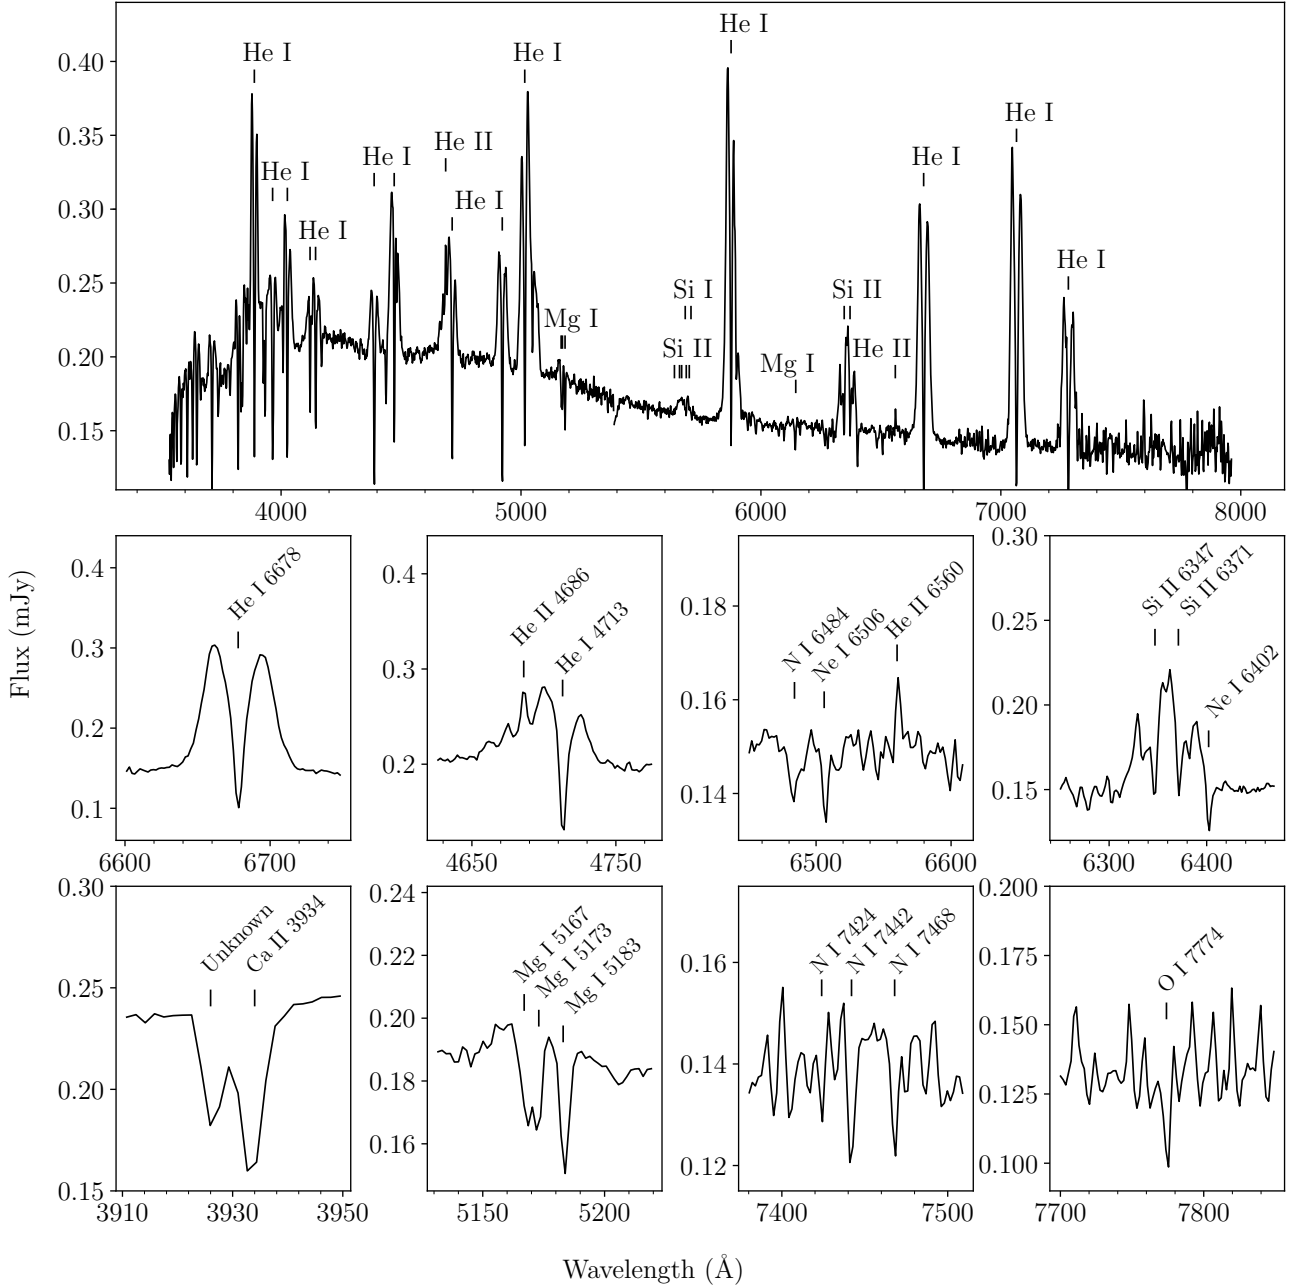 He I
He I
He I
He I
He II
He I
He I
He I
He I
He I
He I
He I
Mg I
Si I
Si II
Mg I
Si II
He II
0.40
0.35
0.30
0.25
0.20
0.15
4000 5000 6000 7000 8000
Flux (mJy)
He I 6678
0.4
0.3
0.2
0.1
6600 6700
He II 4686
He I 4713
0.4
0.3
0.2
4650 4750
N I 6484
Ne I 6506
He II 6560
0.18
0.16
0.14
6500 6600
Si II 6347
Si II 6371
Ne I 6402
0.30
0.25
0.20
0.15
6300 6400
Unknown
Ca II 3934
0.30
0.25
0.20
0.15
3910 3930 3950
Mg I 5167
Mg I 5173
Mg I 5183
0.24
0.22
0.20
0.18
0.16
5150 5200
N I 7424
N I 7442
N I 7468
0.16
0.14
0.12
7400 7500
O I 7774
0.200
0.175
0.150
0.125
0.100
7700 7800
Wavelength (Å)